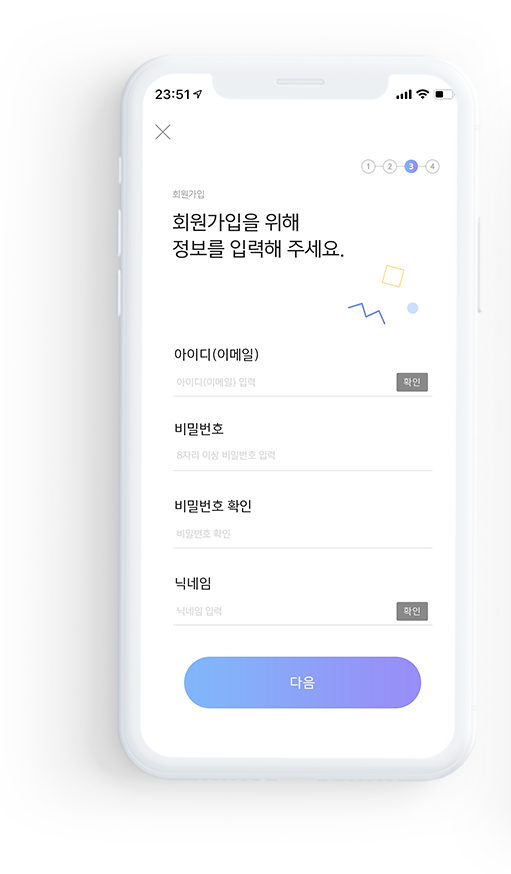 23:51
1 2 3 4
회원가입
회원가입을 위해
정보를 입력해 주세요.
아이디(이메일)
아이디(이메일) 입력 확인
비밀번호
8자리 이상 비밀번호 입력
비밀번호 확인
비밀번호 확인
닉네임
닉네임 입력 확인
다음